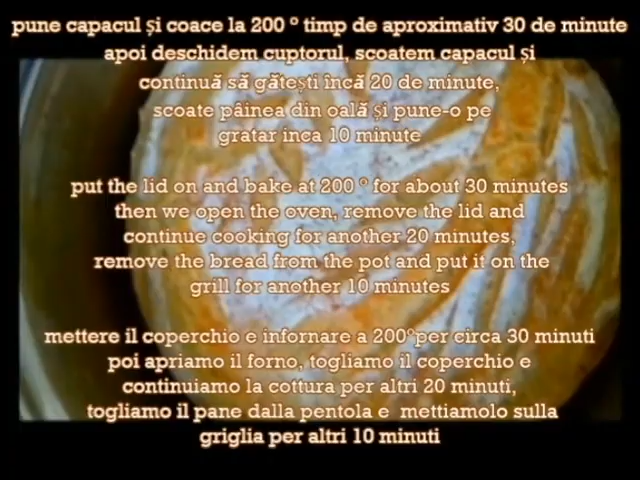 pune capacul și coace la 200 º timp de aproximativ 30 de minute
apoi deschidem cuptorul, scoatem capacul și
continuă să gătești încă 20 de minute,
scoate pâinea din oală și pune-o pe
gratar inca 10 minute
put the lid on and bake at 200 º for about 30 minutes
then we open the oven, remove the lid and
continue cooking for another 20 minutes,
remove the bread from the pot and put it on the
grill for another 10 minutes
mettere il coperchio e infornare a 200ºper circa 30 minuti
poi apriamo il forno, togliamo il coperchio e
continuiamo la cottura per altri 20 minuti,
togliamo il pane dalla pentola e  mettiamolo sulla
griglia per altri 10 minuti